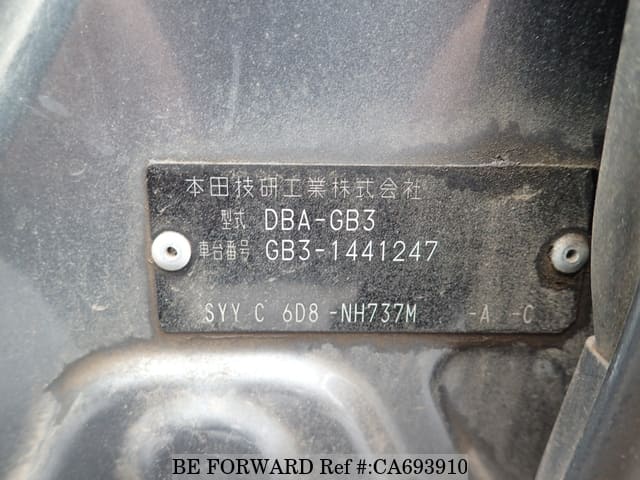 本田技研工業株式会社
型式 DBA-GB3
車台番号 GB3-1441247
SYY C 6D8 -NH737M -A -C
BE FORWARD Ref #:CA693910